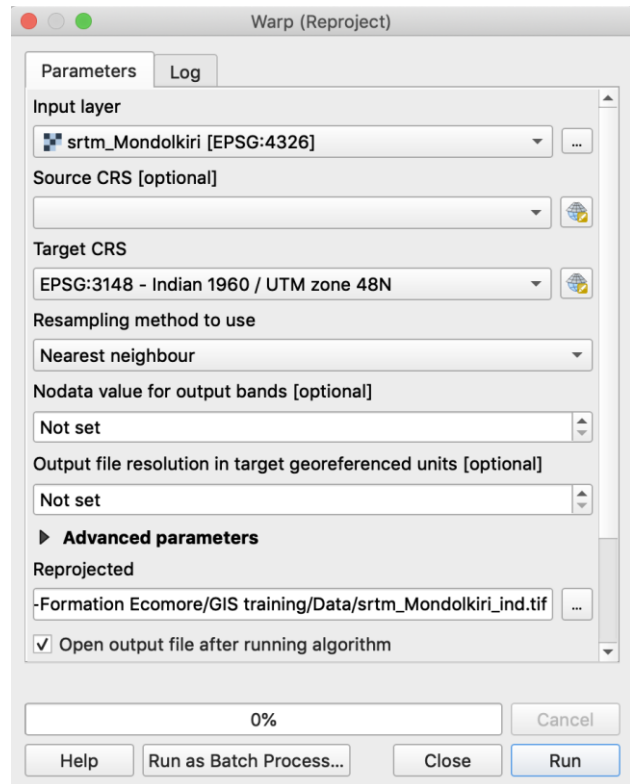 Warp (Reproject)
Parameters Log
Input layer
srtm_Mondolkiri [EPSG:4326]
...
Source CRS [optional]
Target CRS
EPSG:3148 - Indian 1960 / UTM zone 48N
Resampling method to use
Nearest neighbour
Nodata value for output bands [optional]
Not set
Output file resolution in target georeferenced units [optional]
Not set
Advanced parameters
Reprojected
-Formation Ecomore/GIS training/Data/srtm_Mondolkiri_ind.tif
...
Open output file after running algorithm
0% Cancel
Help Run as Batch Process... Close Run